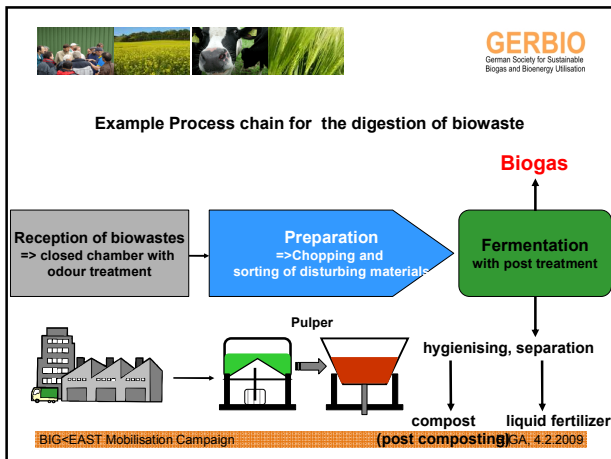 GERBIO
German Society for Sustainable
Biogas and Bioenergy Utilisation
Example Process chain for the digestion of biowaste
Biogas
Reception of biowastes
=> closed chamber with
odour treatment
Preparation
=>Chopping and
sorting of disturbing materials
Fermentation
with post treatment
Pulper
hygienising, separation
compost
(post composting)
liquid fertilizer
BIG<EAST Mobilisation Campaign
4.2.2009